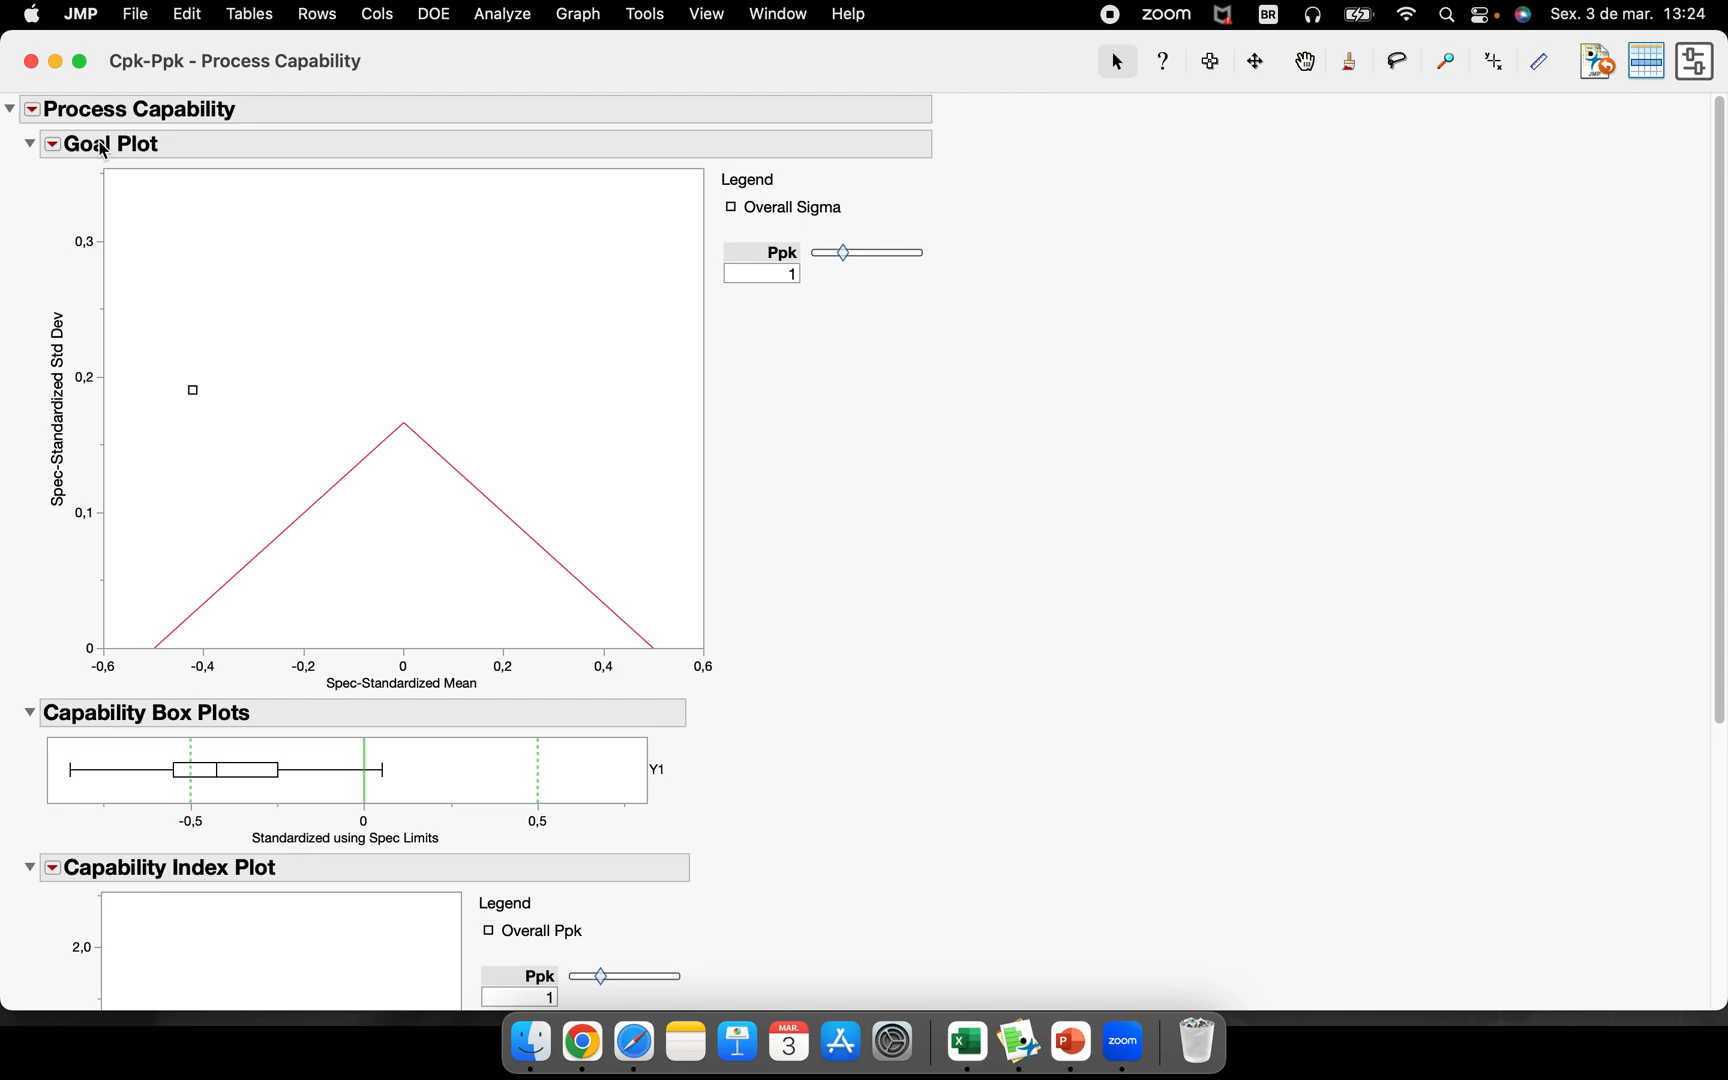 JMP File Edit Tables Rows Cols DOE Analyze Graph Tools View Window Help zoom BR Sex. 3 de mar. 13:24
Cpk-Ppk - Process Capability
Process Capability
Goal Plot
Legend
Overall Sigma
Ppk
1
0,3
0,2
0,1
0
Spec-Standardized Std Dev
-0,6 -0,4 -0,2 0 0,2 0,4 0,6
Spec-Standardized Mean
Capability Box Plots
Y1
-0,5 0 0,5
Standardized using Spec Limits
Capability Index Plot
Legend
Overall Ppk
2,0
Ppk
1
MAR.
3
zoom